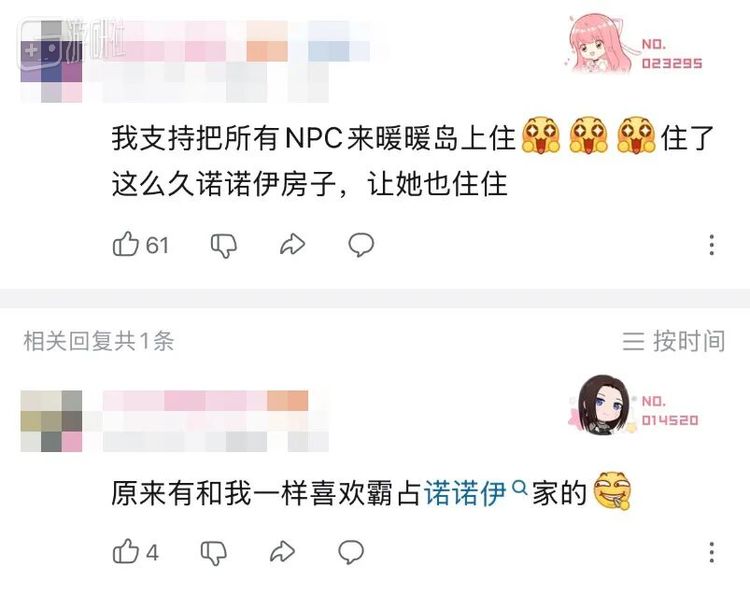 游研社
NO.
023295
我支持把所有NPC来暖暖岛上住🤩🤩🤩住了
这么久诺诺伊房子，让她也住住
61
相关回复共1条
按时间
NO.
014520
原来有和我一样喜欢霸占诺诺伊家的
4